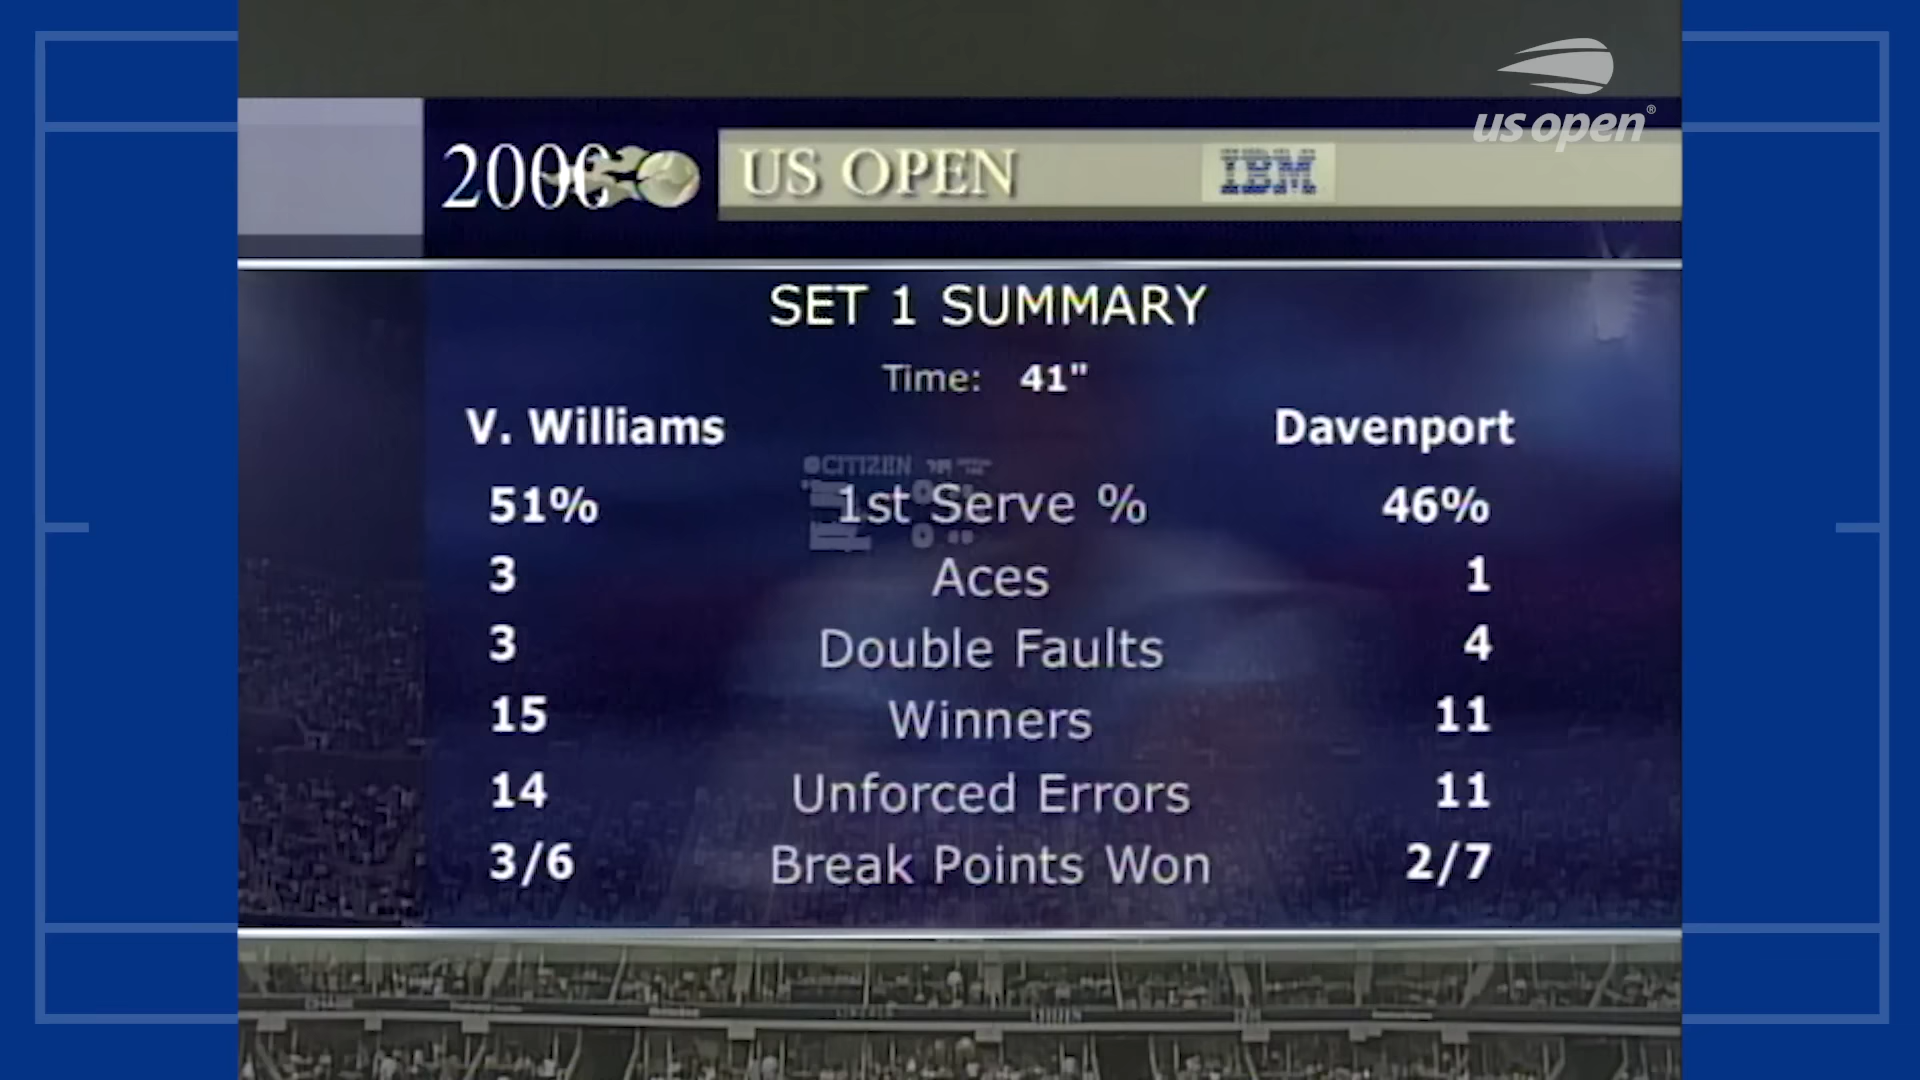 us open®
2000 US OPEN IBM
SET 1 SUMMARY
Time: 41"
V. Williams Davenport
CITIZEN
51% 1st Serve % 46%
3 Aces 1
3 Double Faults 4
15 Winners 11
14 Unforced Errors 11
3/6 Break Points Won 2/7